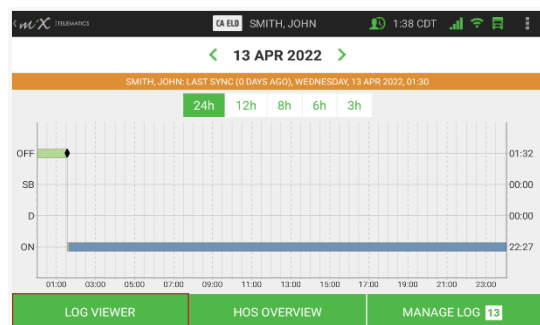 miX TELEMATICS CA ELD SMITH, JOHN 1:38 CDT
13 APR 2022
SMITH, JOHN: LAST SYNC (0 DAYS AGO), WEDNESDAY, 13 APR 2022, 01:30
24h 12h 8h 6h 3h
OFF 01:32
SB 00:00
D 00:00
ON 22:27
01:00 03:00 05:00 07:00 09:00 11:00 13:00 15:00 17:00 19:00 21:00 23:00
LOG VIEWER HOS OVERVIEW MANAGE LOG 13